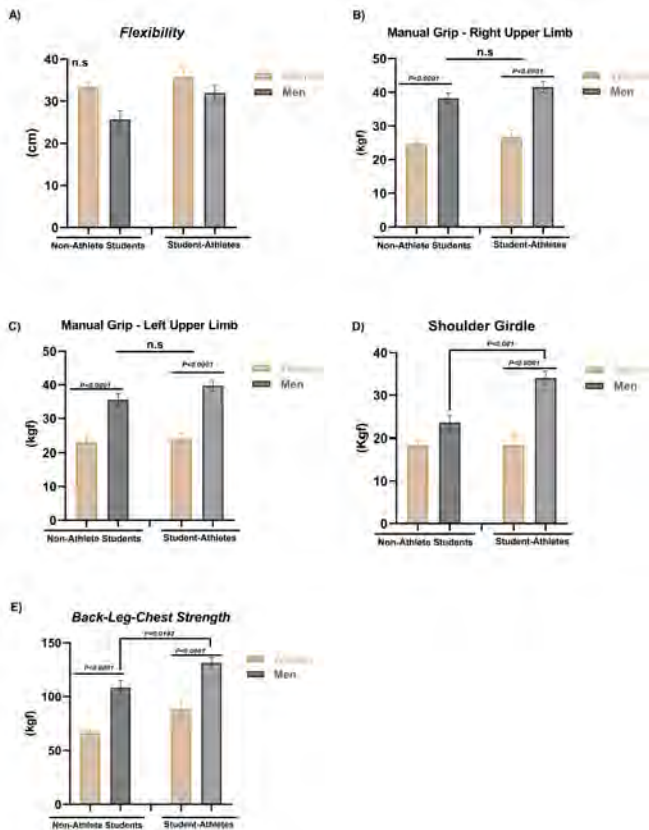 A)
Flexibility
n.s
Men
(cm)
40
30
20
10
0
Non-Athlete Students
Student-Athletes
B)
Manual Grip - Right Upper Limb
n.s
P<0.0001
P<0.0001
Men
(kgf)
50
40
30
20
10
0
Non-Athlete Students
Student-Athletes
C)
Manual Grip - Left Upper Limb
n.s
P<0.0001
P<0.0001
Men
(kgf)
50
40
30
20
10
0
Non-Athlete Students
Student-Athletes
D)
Shoulder Girdle
P<0.001
P<0.0001
Men
(Kgf)
40
30
20
10
0
Non-Athlete Students
Student-Athletes
E)
Back-Leg-Chest Strength
P<0.0001
P<0.0001
Men
(kgf)
150
100
50
0
Non-Athlete Students
Student-Athletes